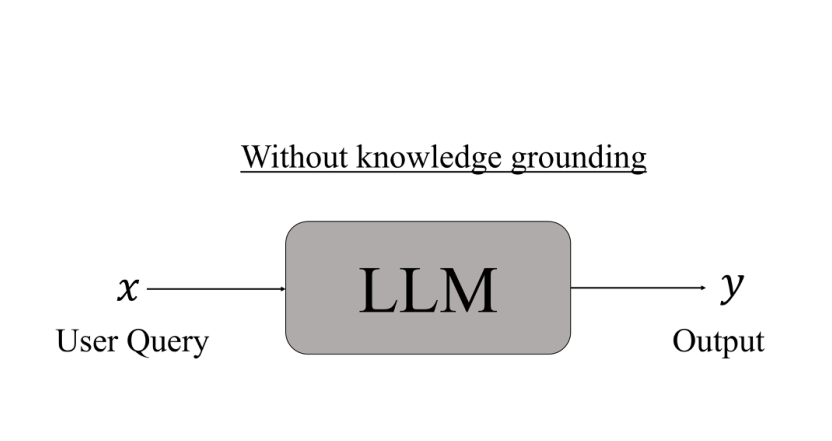 Without knowledge grounding
x
LLM
y
User Query
Output